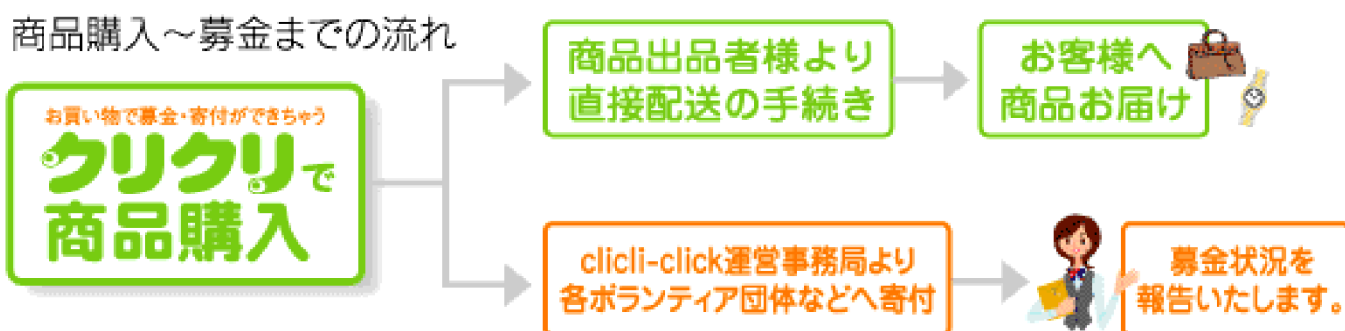 商品購入～募金までの流れ
お買い物で募金・寄付ができちゃう
クリクリで
商品購入
商品出品者様より
直接配送の手続き
お客様へ
商品お届け
clicli-click運営事務局より
各ボランティア団体などへ寄付
募金状況を
報告いたします。